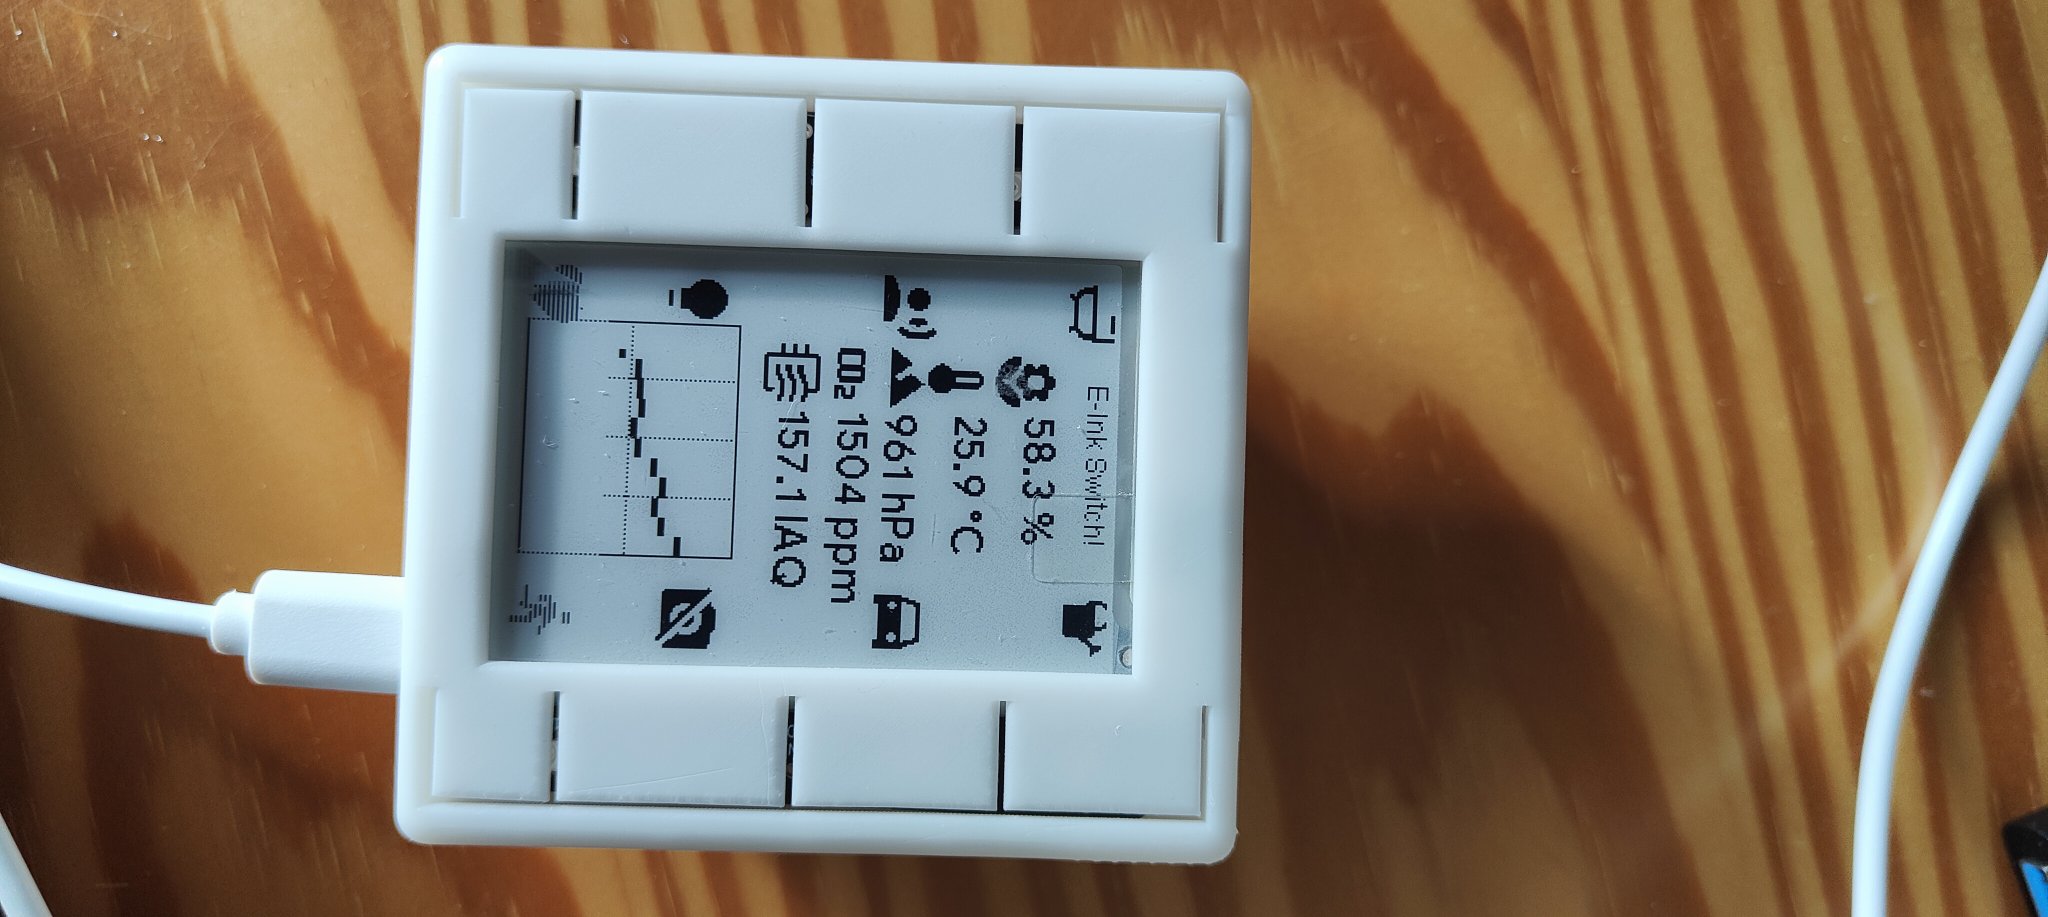 E-Ink Switch!
58.3 %
25.9 °C
961 hPa
CO₂ 1504 ppm
157.1 IAQ